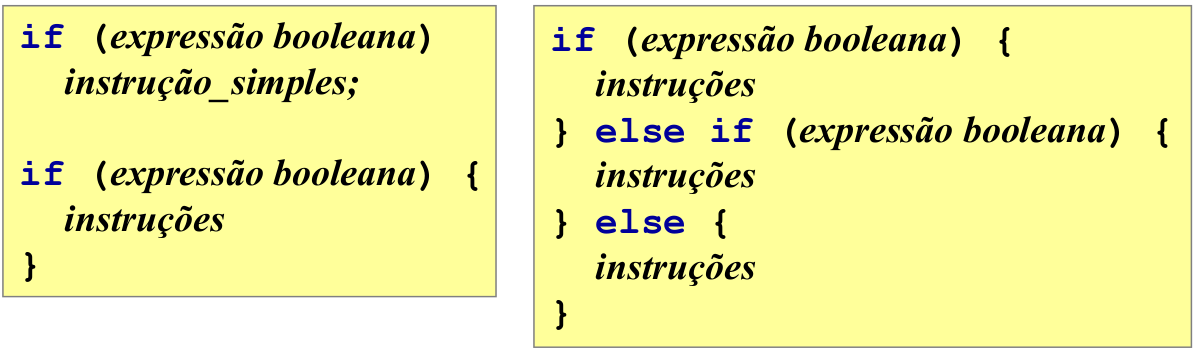 if (expressão booleana)
instrução_simples;
if (expressão booleana) {
instruções
}
if (expressão booleana) {
instruções
} else if (expressão booleana) {
instruções
} else {
instruções
}